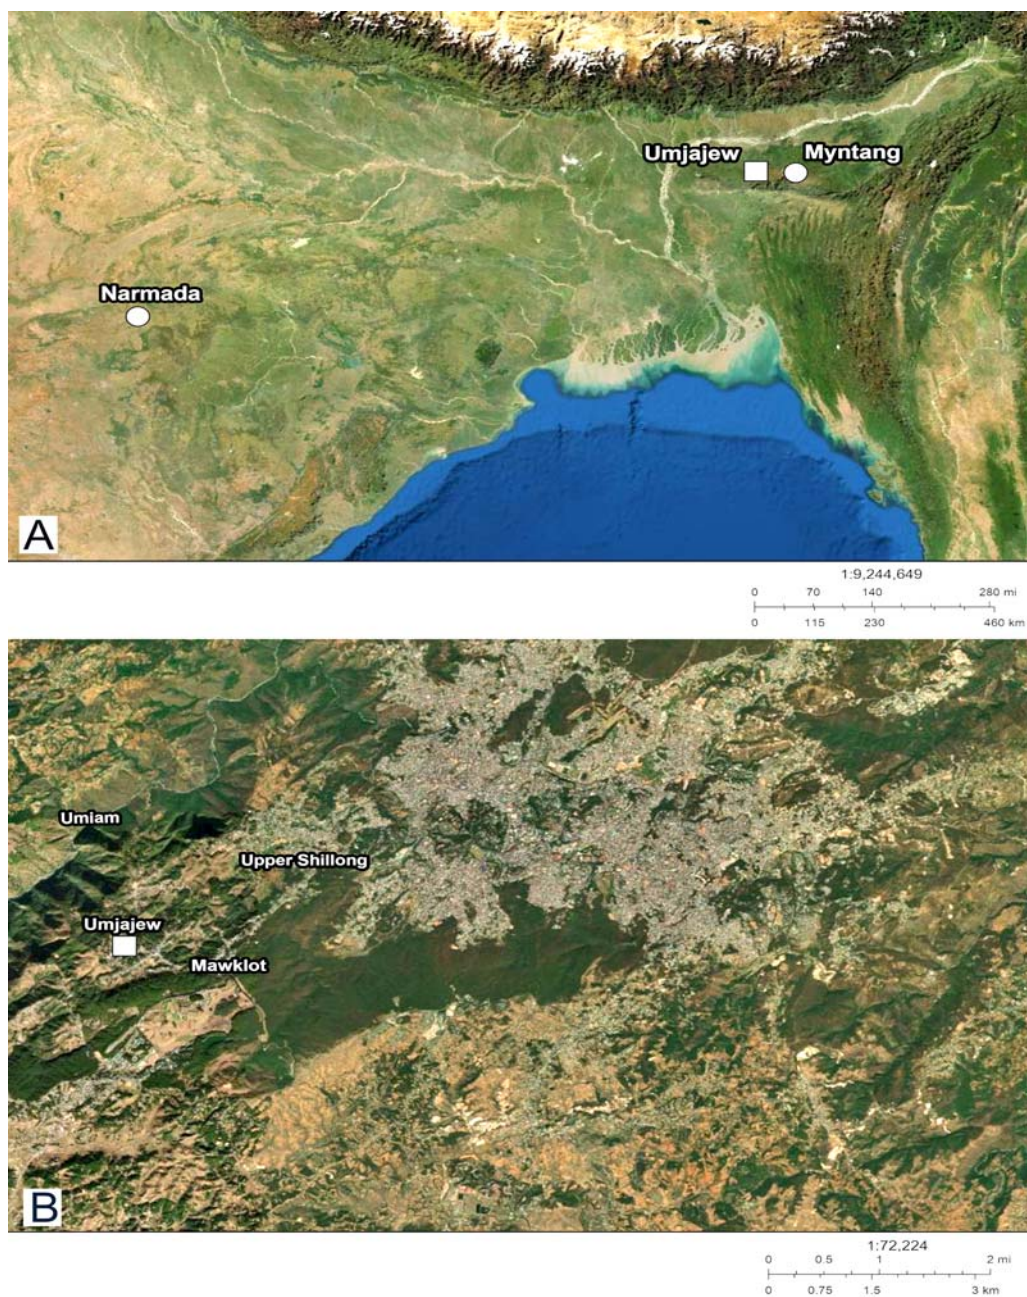 Umjajew
Myntang
Narmada
A
1:9,244,649
0 70 140 280 mi
0 115 230 460 km
Umiam
Upper Shillong
Umjajew
Mawklot
B
1:72,224
0 0.5 1 2 mi
0 0.75 1.5 3 km